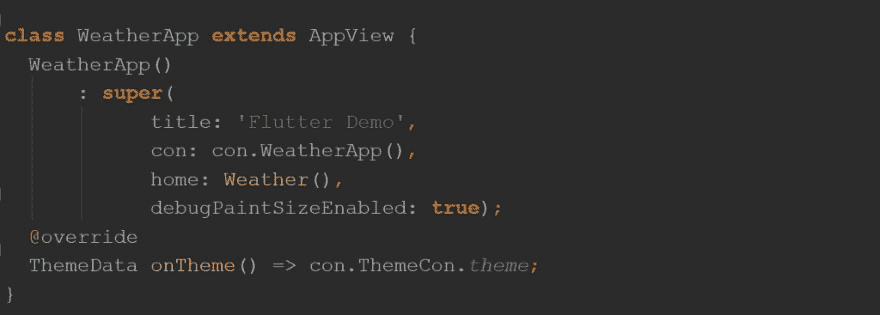 class WeatherApp extends AppView {
  WeatherApp()
      : super(
            title: 'Flutter Demo',
            con: con.WeatherApp(),
            home: Weather(),
            debugPaintSizeEnabled: true);
  @override
  ThemeData onTheme() => con.ThemeCon.theme;
}